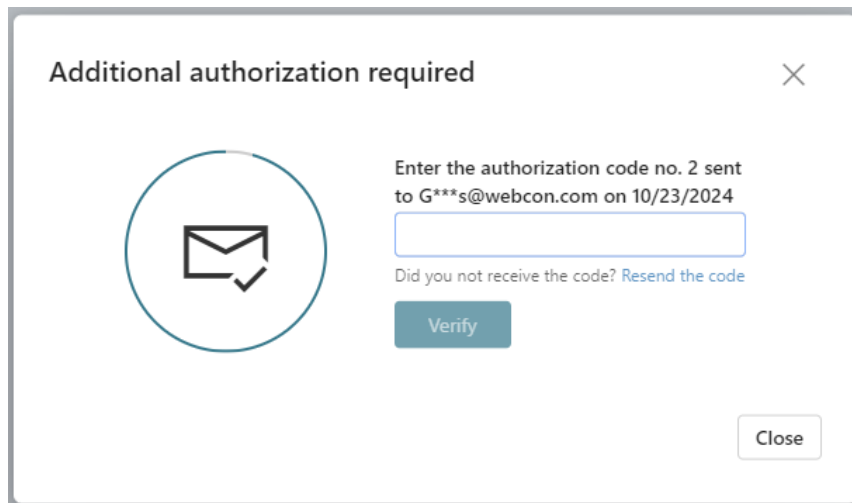 Additional authorization required
Enter the authorization code no. 2 sent
to G***s@webcon.com on 10/23/2024
Did you not receive the code? Resend the code
Verify
Close